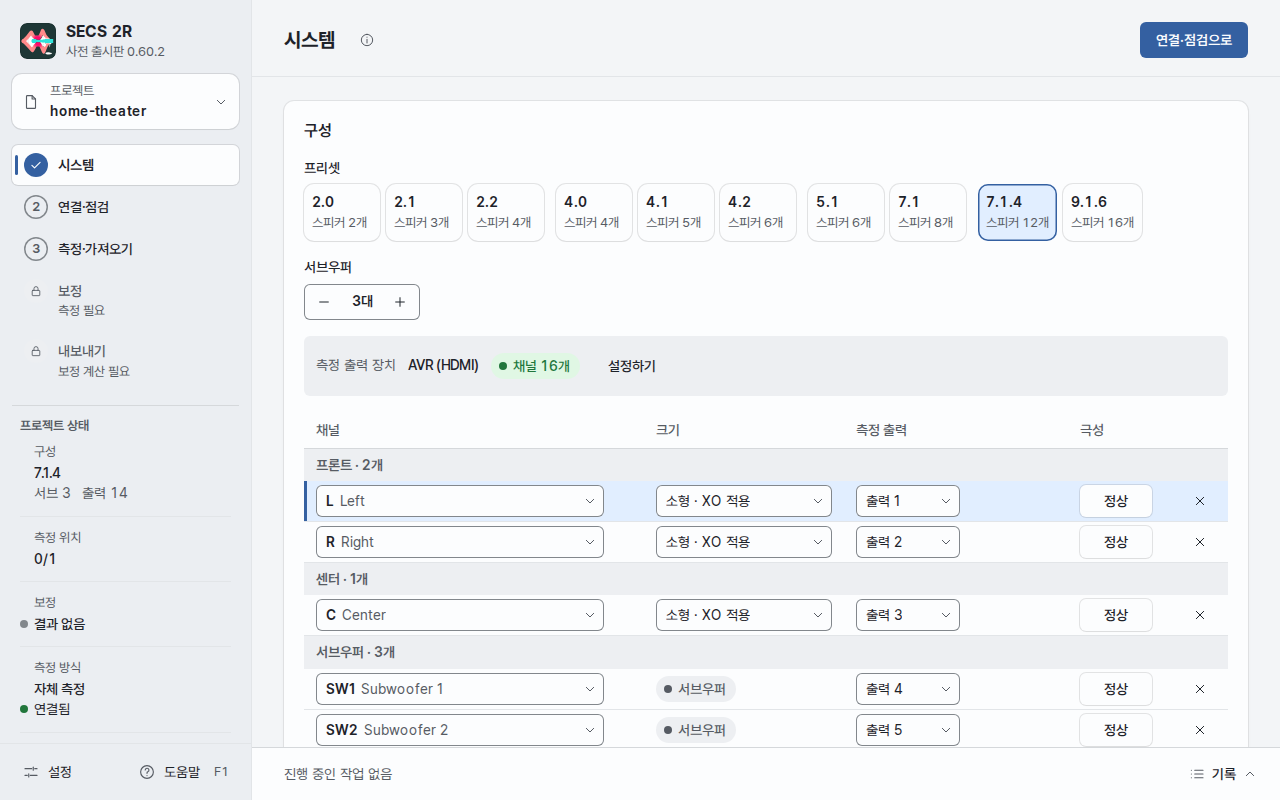 SECS 2R
사전 출시판 0.60.2
프로젝트
home-theater
시스템
2 연결·점검
3 측정·가져오기
보정
측정 필요
내보내기
보정 계산 필요
프로젝트 상태
구성
7.1.4
서브 3 출력 14
측정 위치
0/1
보정
결과 없음
측정 방식
자체 측정
연결됨
설정 도움말 F1
시스템
연결·점검으로
구성
프리셋
2.0 2.1 2.2 4.0 4.1 4.2 5.1 7.1 7.1.4 9.1.6
스피커 2개 스피커 3개 스피커 4개 스피커 4개 스피커 5개 스피커 6개 스피커 6개 스피커 8개 스피커 12개 스피커 16개
서브우퍼
− 3대 +
측정 출력 장치 AVR (HDMI) 채널 16개 설정하기
채널 크기 측정 출력 극성
프론트 · 2개
L Left 소형 · XO 적용 출력 1 정상
R Right 소형 · XO 적용 출력 2 정상
센터 · 1개
C Center 소형 · XO 적용 출력 3 정상
서브우퍼 · 3개
SW1 Subwoofer 1 서브우퍼 출력 4 정상
SW2 Subwoofer 2 서브우퍼 출력 5 정상
진행 중인 작업 없음 기록